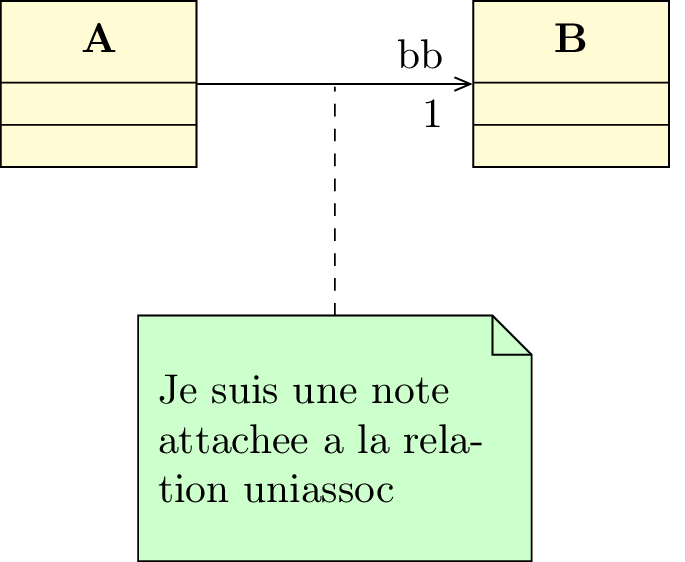 A
B
bb
1
Je suis une note
attachee a la rela-
tion uniassoc